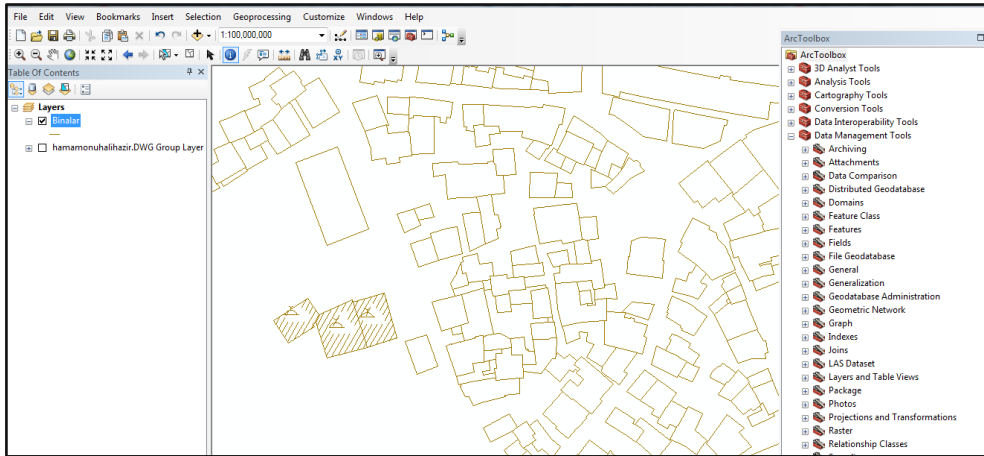 File Edit View Bookmarks Insert Selection Geoprocessing Customize Windows Help
1:100,000,000
Table Of Contents
Layers
Binalar
hamamonuhalihazir.DWG Group Layer
ArcToolbox
ArcToolbox
3D Analyst Tools
Analysis Tools
Cartography Tools
Conversion Tools
Data Interoperability Tools
Data Management Tools
Archiving
Attachments
Data Comparison
Distributed Geodatabase
Domains
Feature Class
Features
Fields
File Geodatabase
General
Generalization
Geodatabase Administration
Geometric Network
Graph
Indexes
Joins
LAS Dataset
Layers and Table Views
Package
Photos
Projections and Transformations
Raster
Relationship Classes